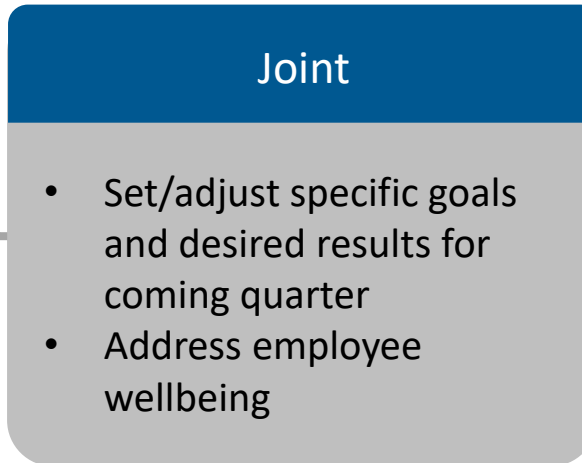 Joint
• Set/adjust specific goals
and desired results for
coming quarter
• Address employee
wellbeing